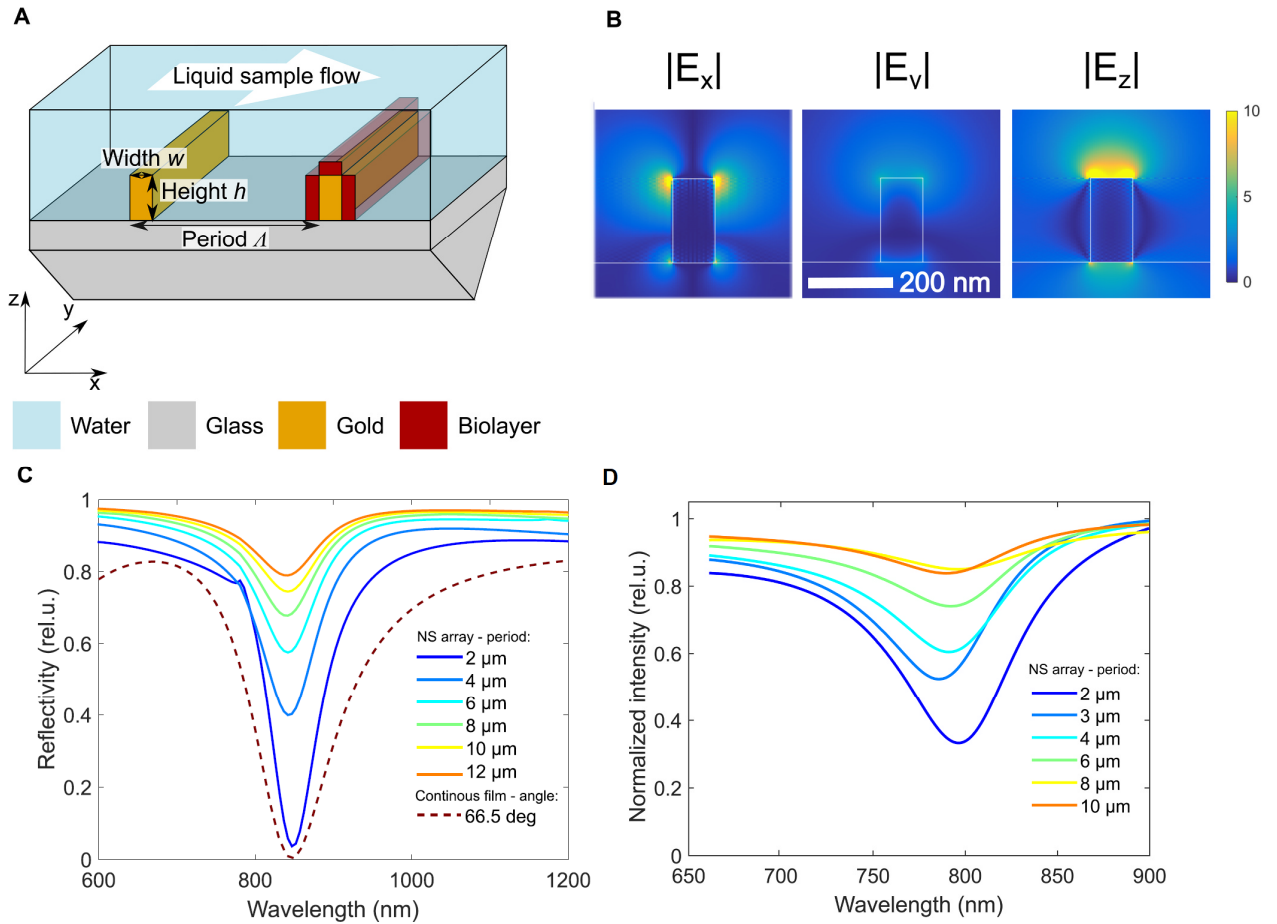 A
Liquid sample flow
Width w
Height h
Period Λ
z
y
x
Water
Glass
Gold
Biolayer
B
|Ex|
|Ey|
|Ez|
10
5
0
200 nm
C
1
0.8
0.6
0.4
0.2
0
Reflectivity (rel.u.)
600
800
1000
1200
Wavelength (nm)
NS array - period:
2 µm
4 µm
6 µm
8 µm
10 µm
12 µm
Continous film - angle:
66.5 deg
D
1
0.8
0.6
0.4
0.2
0
Normalized intensity (rel.u.)
650
700
750
800
850
900
Wavelength (nm)
NS array - period:
2 µm
3 µm
4 µm
6 µm
8 µm
10 µm